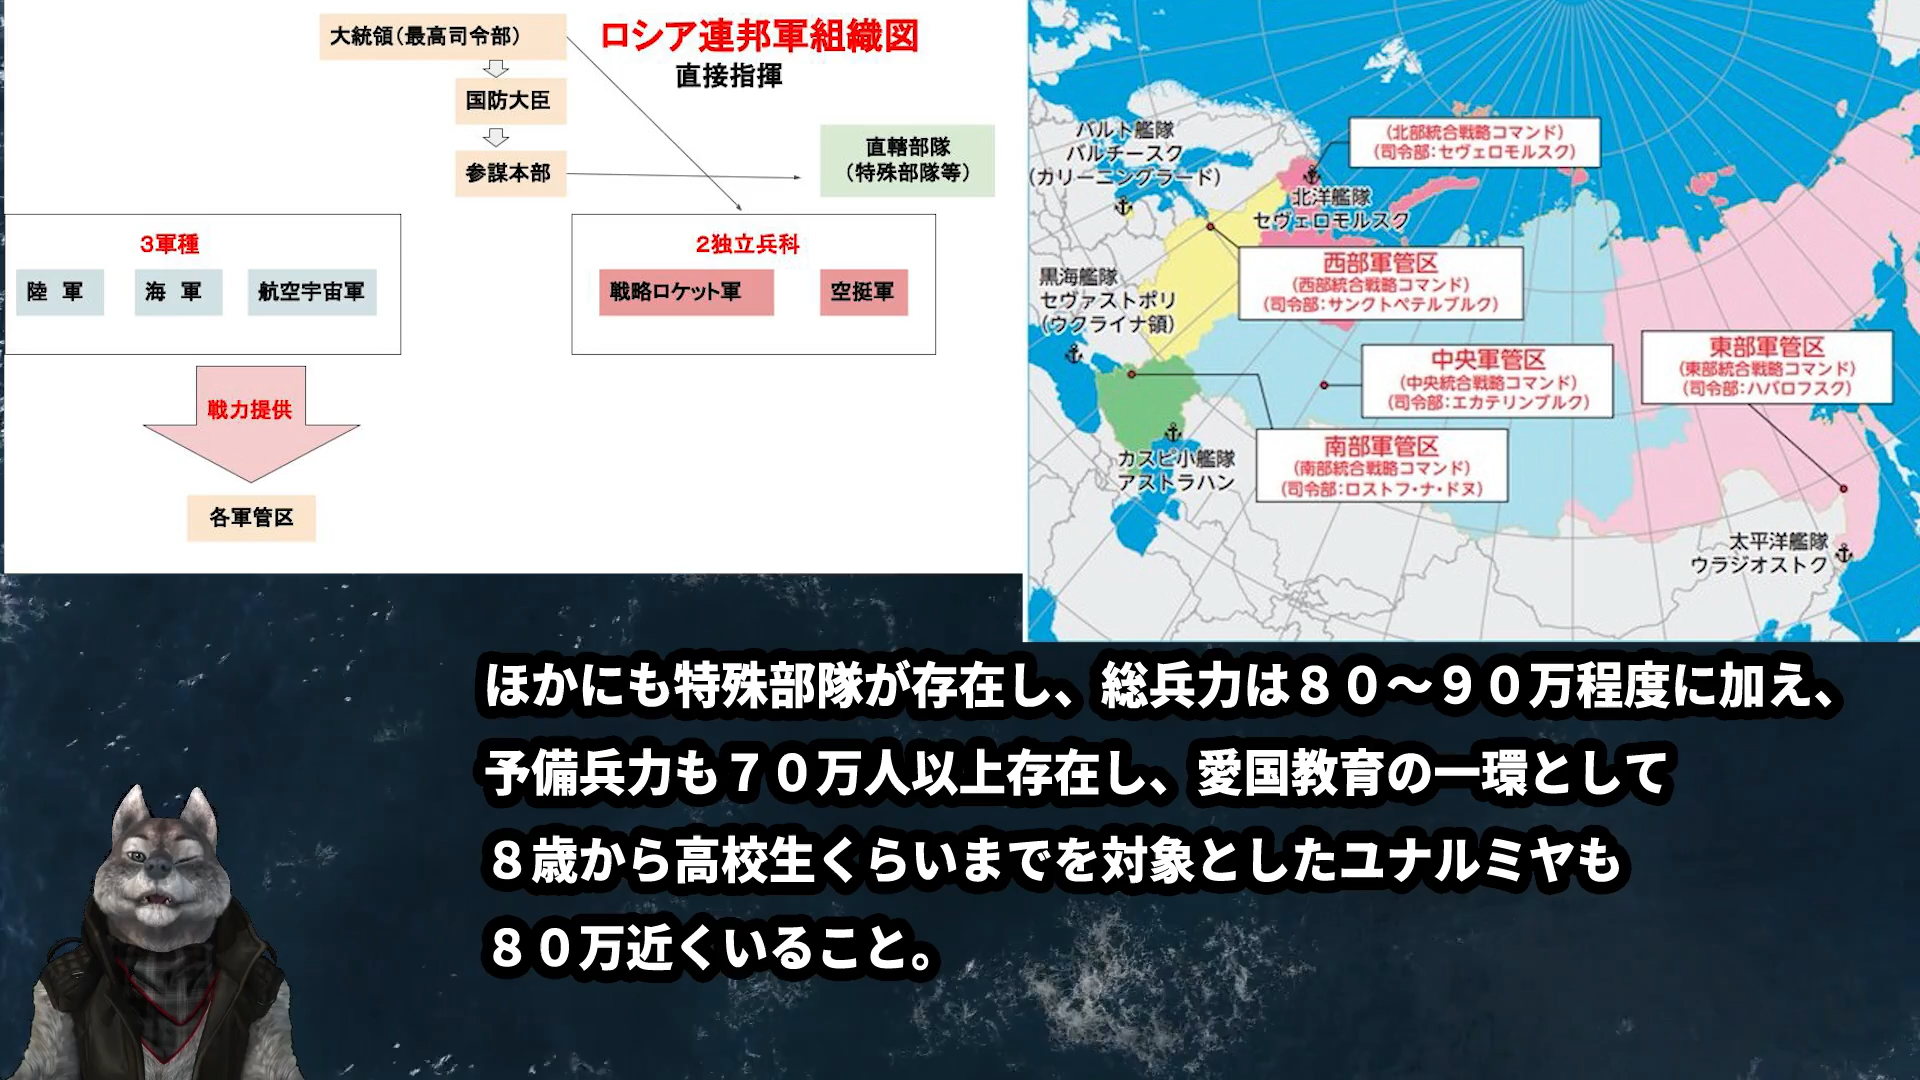 ロシア連邦軍組織図
直接指揮
大統領（最高司令部）
国防大臣
参謀本部
直轄部隊
（特殊部隊等）
３軍種
陸　軍
海　軍
航空宇宙軍
２独立兵科
戦略ロケット軍
空挺軍
戦力提供
各軍管区
バルト艦隊
バルチースク
（カリーニングラード）
（北部統合戦略コマンド）
（司令部：セヴェロモルスク）
北洋艦隊
セヴェロモルスク
黒海艦隊
セヴァストポリ
（ウクライナ領）
西部軍管区
（西部統合戦略コマンド）
（司令部：サンクトペテルブルク）
中央軍管区
（中央統合戦略コマンド）
（司令部：エカテリンブルク）
東部軍管区
（東部統合戦略コマンド）
（司令部：ハバロフスク）
南部軍管区
（南部統合戦略コマンド）
（司令部：ロストフ・ナ・ドヌ）
カスピ小艦隊
アストラハン
太平洋艦隊
ウラジオストク
ほかにも特殊部隊が存在し、総兵力は８０～９０万程度に加え、
予備兵力も７０万人以上存在し、愛国教育の一環として
８歳から高校生くらいまでを対象としたユナルミヤも
８０万近くいること。